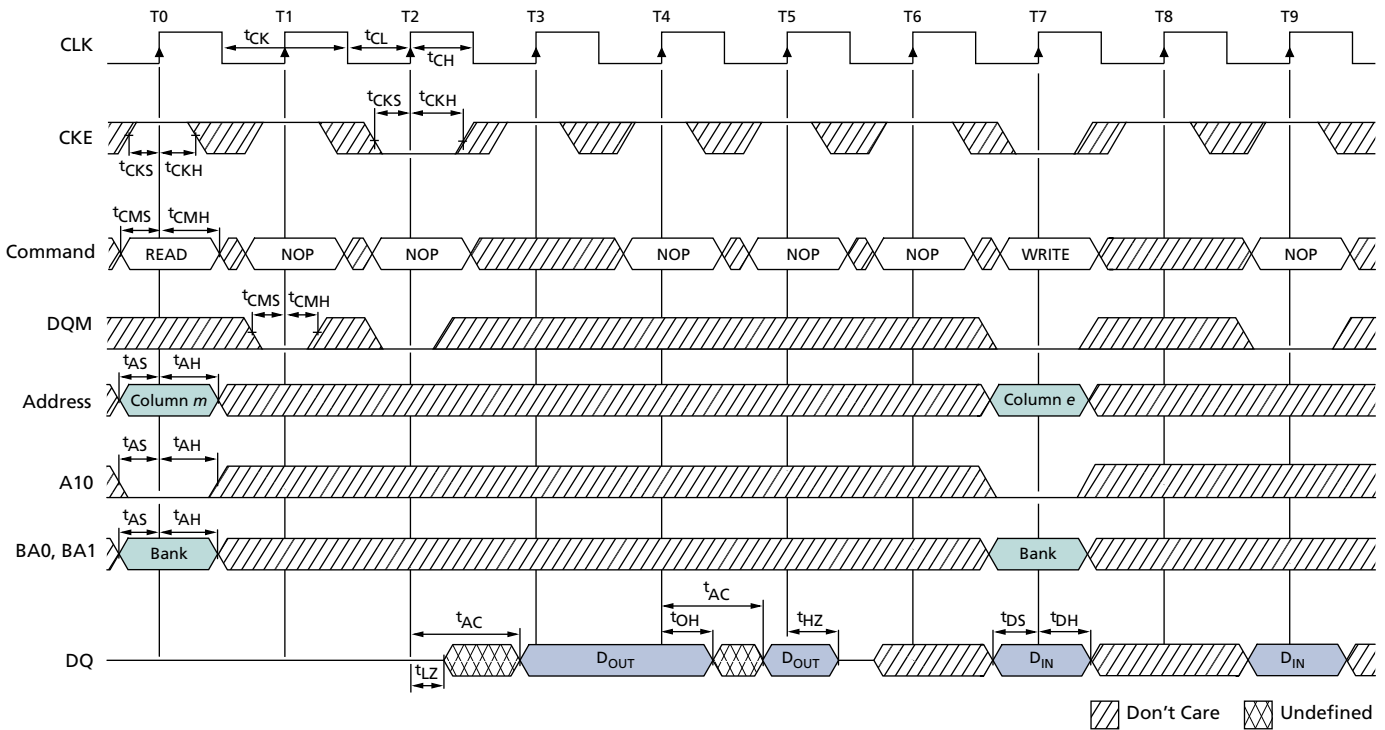 T0 T1 T2 T3 T4 T5 T6 T7 T8 T9
CLK
tCK tCL
tCH
tCKS tCKH
CKE
tCKS tCKH
tCMS tCMH
Command READ NOP NOP NOP NOP NOP WRITE NOP
tCMS tCMH
DQM
tAS tAH
Address Column m Column e
tAS tAH
A10
tAS tAH
BA0, BA1 Bank Bank
tAC tAC
tOH tHZ tDS tDH
DQ DOUT DOUT DIN DIN
tLZ
Don't Care Undefined